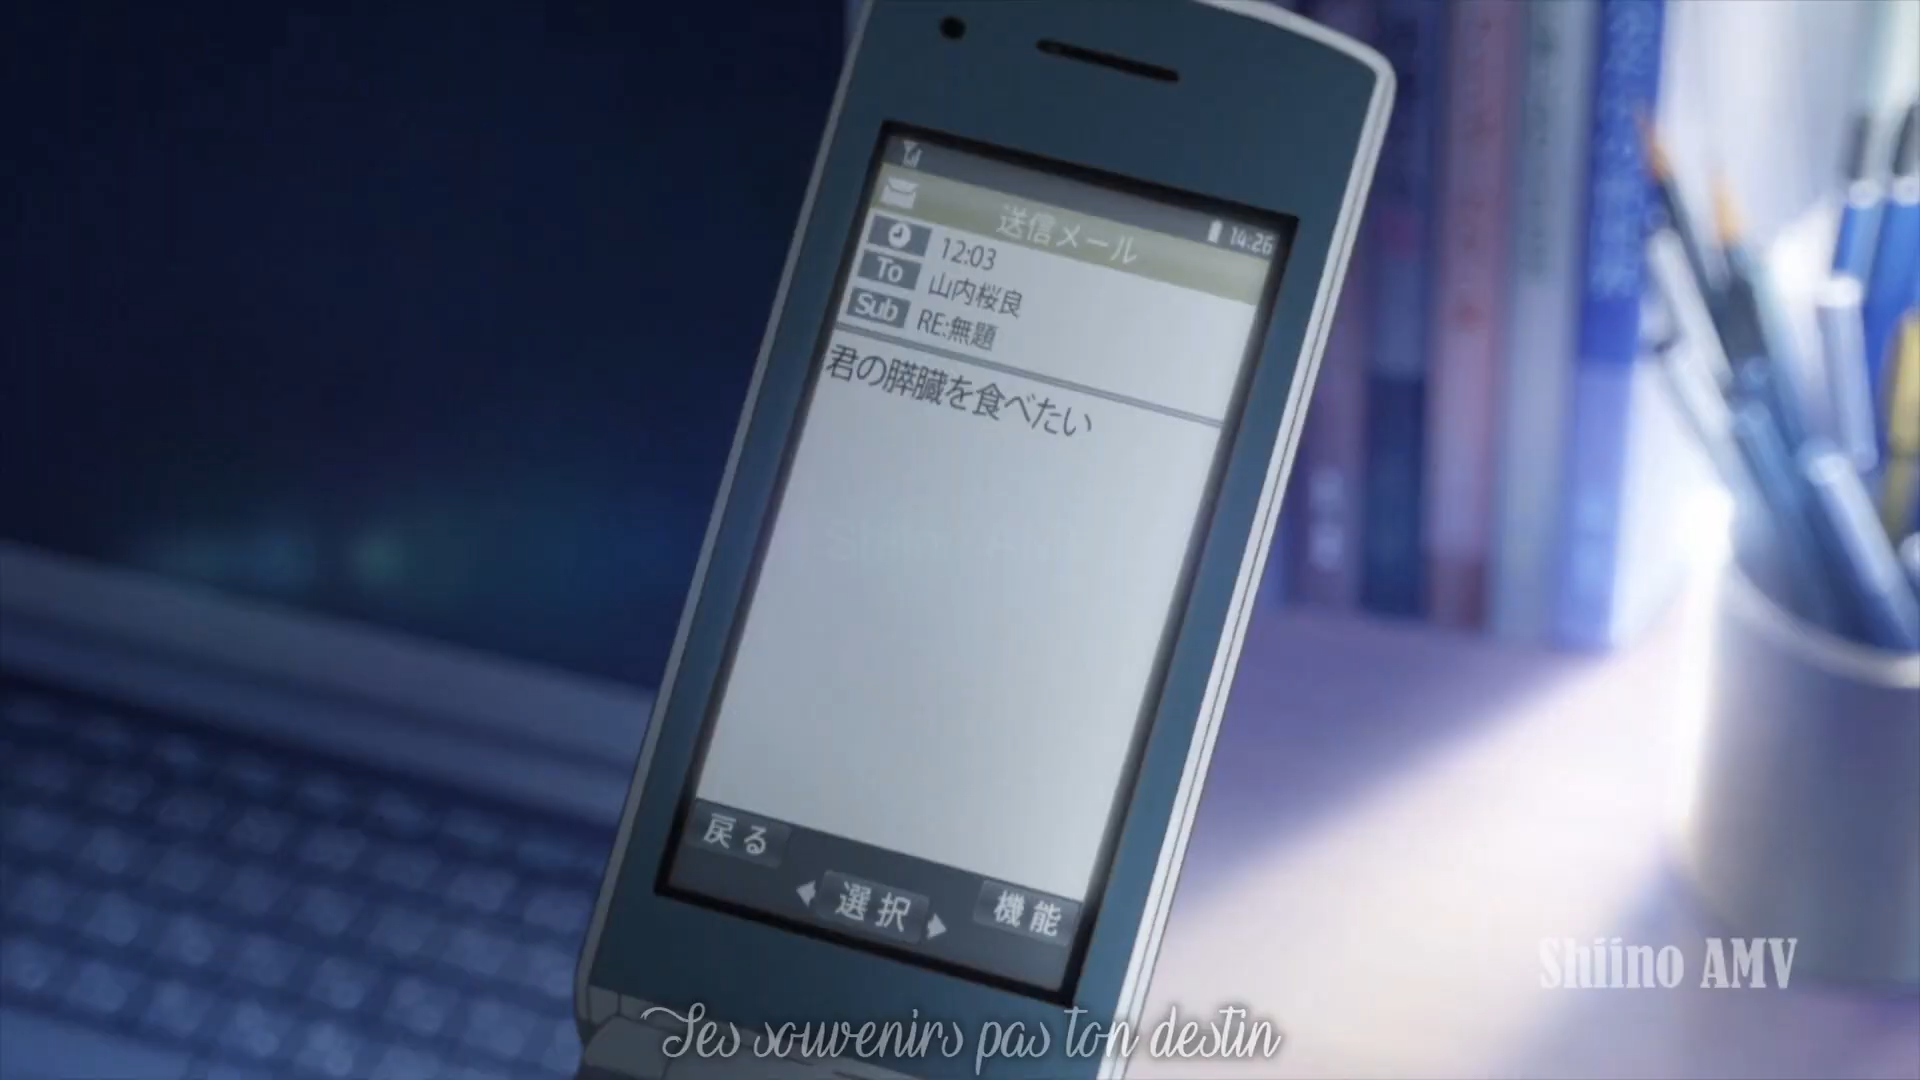 14:26
送信メール
12:03
To 山内桜良
Sub RE:無題
君の膵臓を食べたい
戻る
選択
機能
Shiino AMV
Tes souvenirs pas ton destin